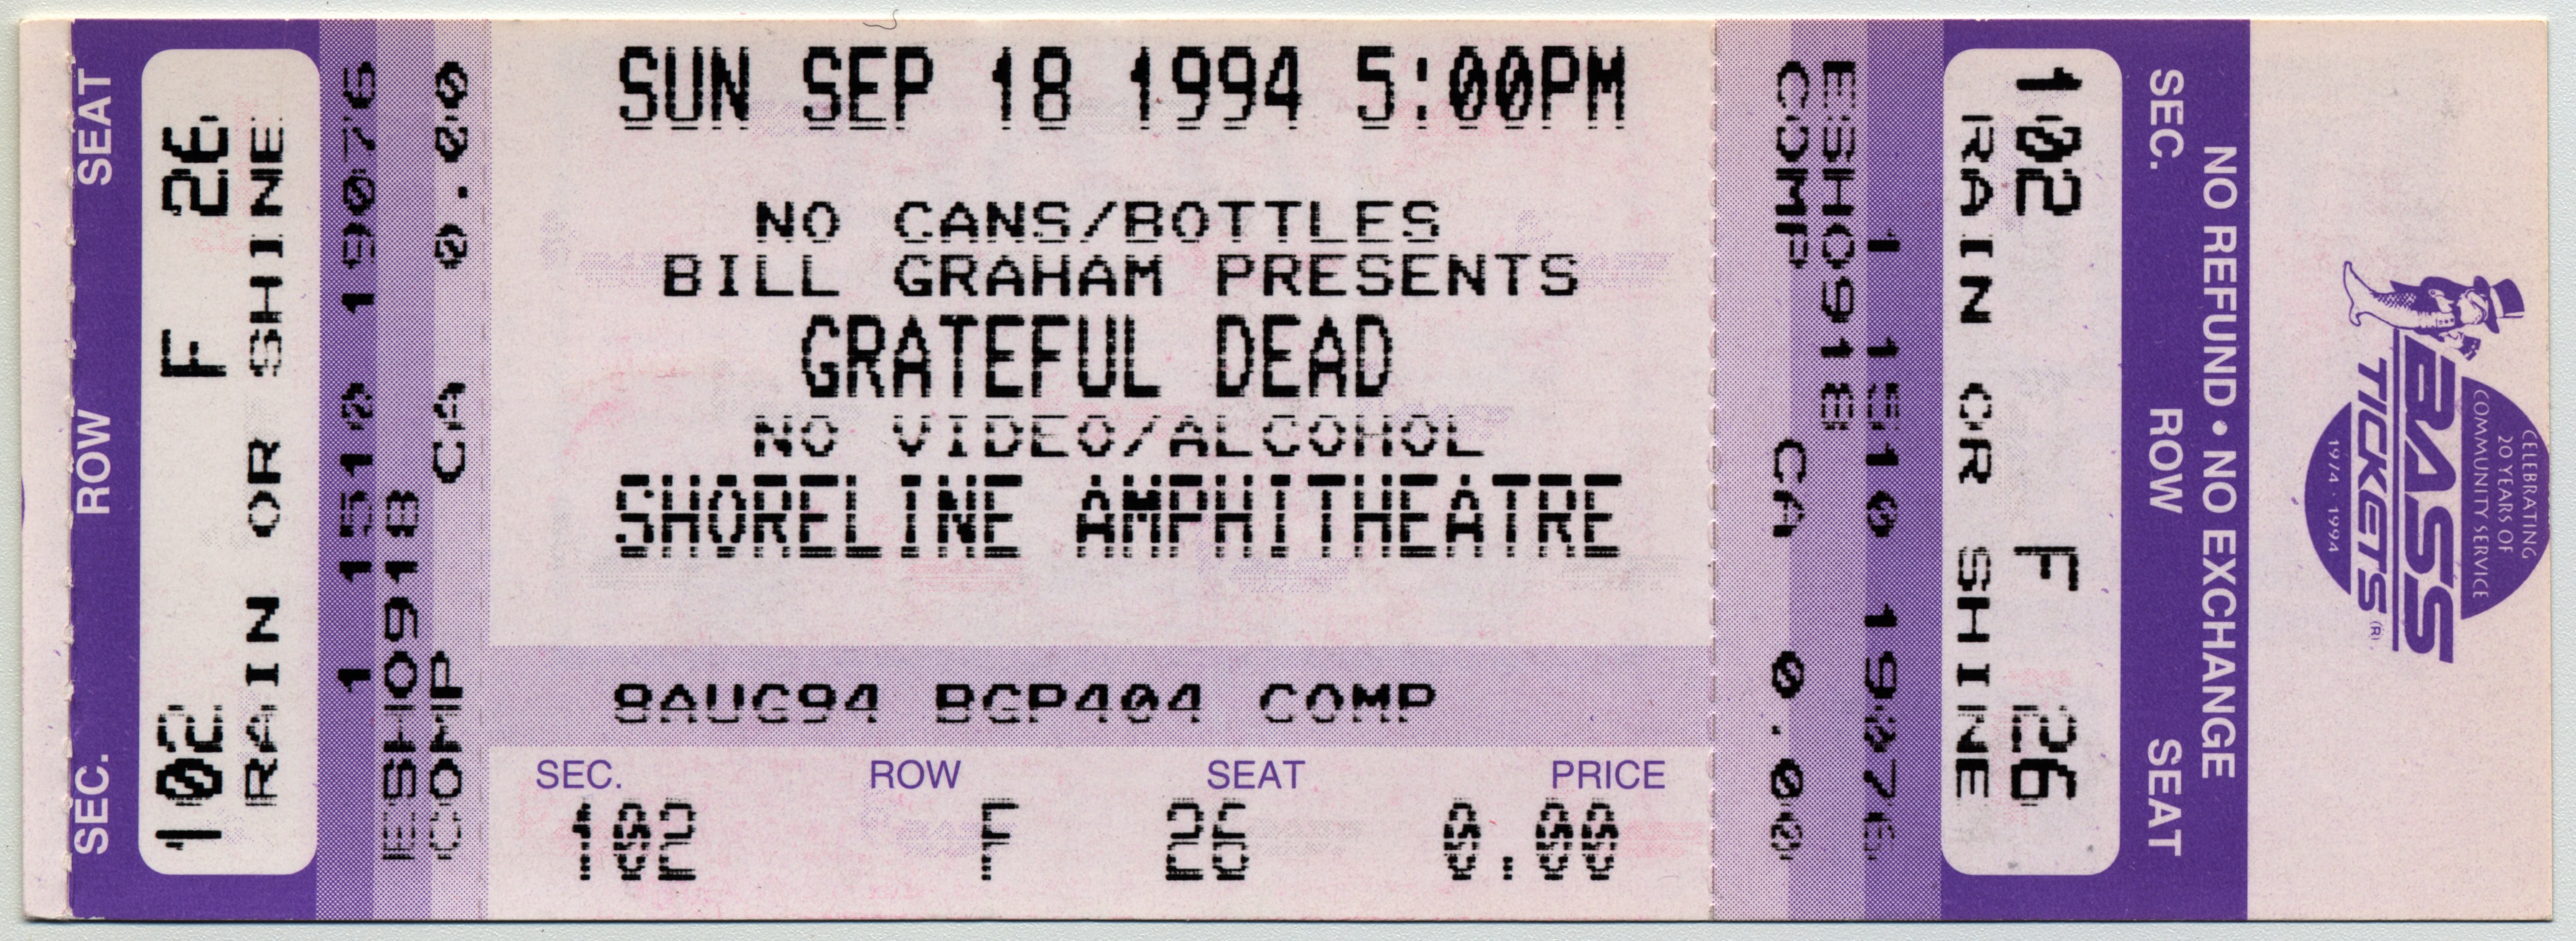 SEAT
ROW
SEC.
102 F 26
RAIN OR SHINE
1 1510 19076
ESH0918
COMP CA 0.00
SUN SEP 18 1994 5:00PM
NO CANS/BOTTLES
BILL GRAHAM PRESENTS
GRATEFUL DEAD
NO VIDEO/ALCOHOL
SHORELINE AMPHITHEATRE
8AUG94 BGP404 COMP
SEC. ROW SEAT PRICE
102 F 26 0.00
COMP CA 0.00
ESH0918
1 1510 19076
RAIN OR SHINE
102 F 26
SEC. ROW SEAT
NO REFUND • NO EXCHANGE
CELEBRATING
20 YEARS OF
COMMUNITY SERVICE
BASS
TICKETS (R)
1974 · 1994